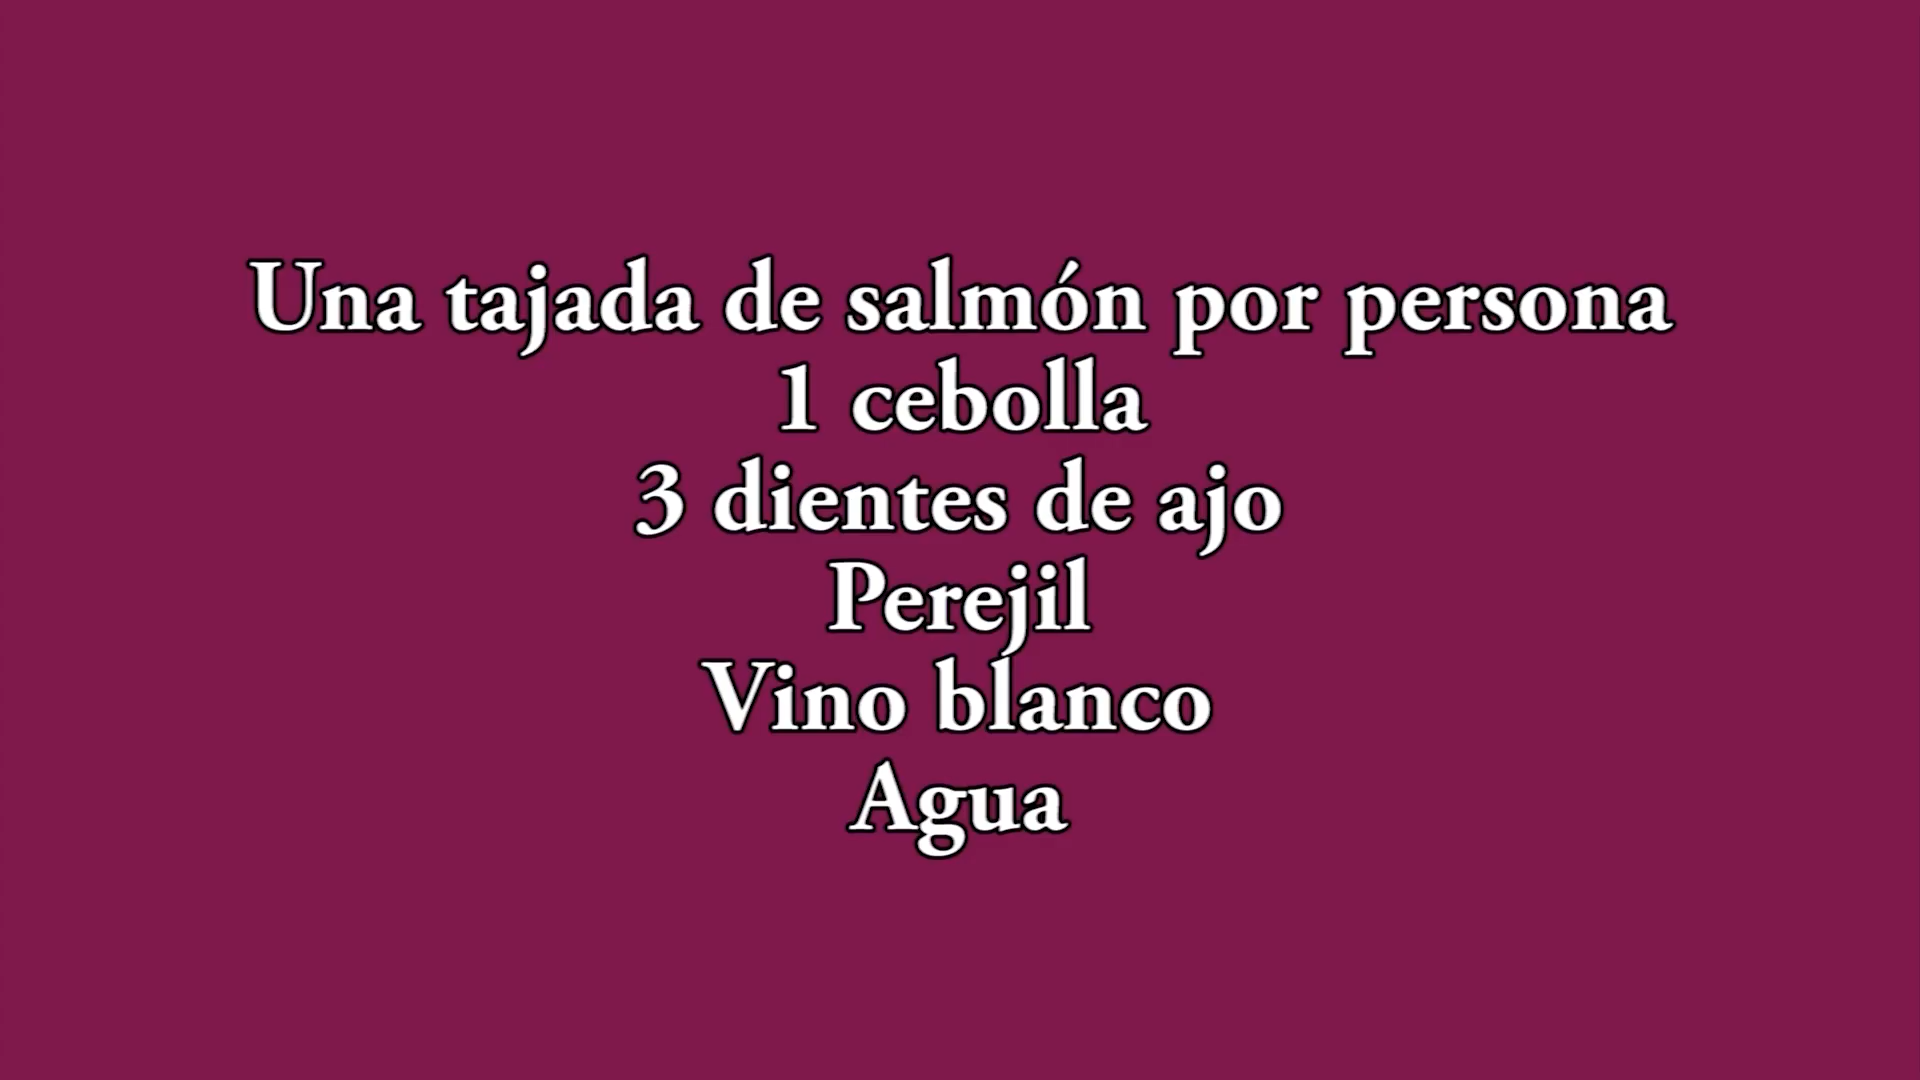 Una tajada de salmón por persona
1 cebolla
3 dientes de ajo
Perejil
Vino blanco
Agua